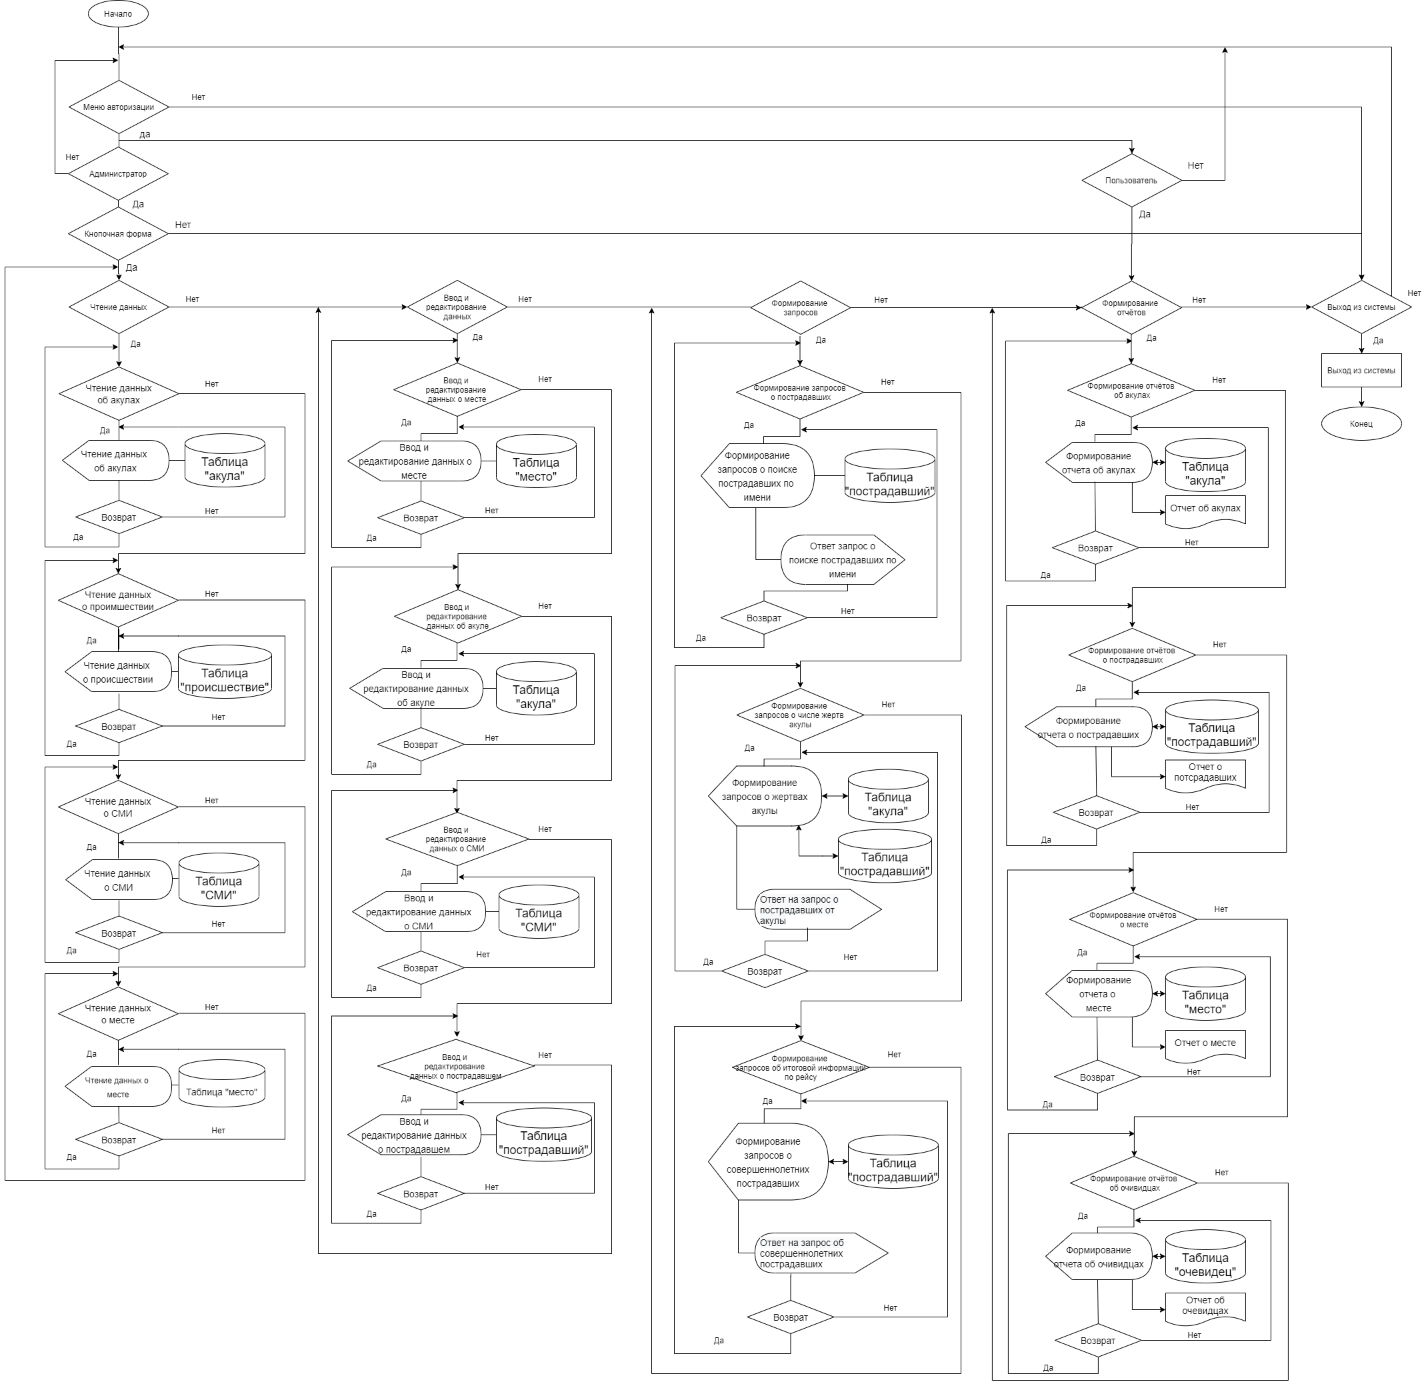 Начало
Меню авторизации
Нет
да
Нет
Администратор
Да
Пользователь
Нет
Да
Кнопочная форма
Нет
Да
Чтение данных
Нет
Да
Чтение данных
об акулах
Нет
Да
Чтение данных
об акулах
Таблица
"акула"
Возврат
Нет
Да
Чтение данных
о проимшествии
Нет
Да
Чтение данных
о происшествии
Таблица
"происшествие"
Возврат
Нет
Да
Чтение данных
о СМИ
Нет
Да
Чтение данных
о СМИ
Таблица
"СМИ"
Возврат
Нет
Да
Чтение данных
о месте
Нет
Да
Чтение данных о
месте
Таблица "место"
Возврат
Нет
Да
Ввод и
редактирование
данных
Нет
Да
Ввод и
редактирование
данных о месте
Нет
Да
Ввод и
редактирование данных о
месте
Таблица
"место"
Возврат
Нет
Да
Ввод и
редактирование
данных об акуле
Нет
Да
Ввод и
редактирование данных
об акуле
Таблица
"акула"
Возврат
Нет
Да
Ввод и
редактирование
данных о СМИ
Нет
Да
Ввод и
редактирование данных
о СМИ
Таблица
"СМИ"
Возврат
Нет
Да
Ввод и
редактирование
данных о пострадавшем
Нет
Да
Ввод и
редактирование данных
о пострадавшем
Таблица
"пострадавший"
Возврат
Нет
Да
Формирование
запросов
Нет
Да
Формирование запросов
о пострадавших
Нет
Да
Формирование
запросов о поиске
пострадавших по
имени
Таблица
"пострадавший"
Ответ запрос о
поиске пострадавших по
имени
Возврат
Нет
Да
Формирование
запросов о числе жертв
акулы
Нет
Да
Формирование
запросов о жертвах
акулы
Таблица
"акула"
Таблица
"пострадавший"
Ответ на запрос о
пострадавших от
акулы
Возврат
Нет
Да
Формирование
запросов об итоговой информации
по рейсу
Нет
Да
Формирование
запросов о
совершеннолетних
пострадавших
Таблица
"пострадавший"
Ответ на запрос об
совершеннолетних
пострадавших
Возврат
Нет
Да
Формирование
отчётов
Нет
Да
Формирование отчётов
об акулах
Нет
Да
Формирование
отчета об акулах
Таблица
"акула"
Отчет об акулах
Возврат
Нет
Да
Формирование отчётов
о пострадавших
Нет
Да
Формирование
отчета о пострадавших
Таблица
"пострадавший"
Отчет о
потсрадавших
Возврат
Нет
Да
Формирование отчётов
о месте
Нет
Да
Формирование
отчета о
месте
Таблица
"место"
Отчет о месте
Возврат
Нет
Да
Формирование отчётов
об очивидцах
Нет
Да
Формирование
отчета об очивидцах
Таблица
"очевидец"
Отчет об
очевидцах
Возврат
Нет
Да
Выход из системы
Нет
Да
Выход из системы
Конец